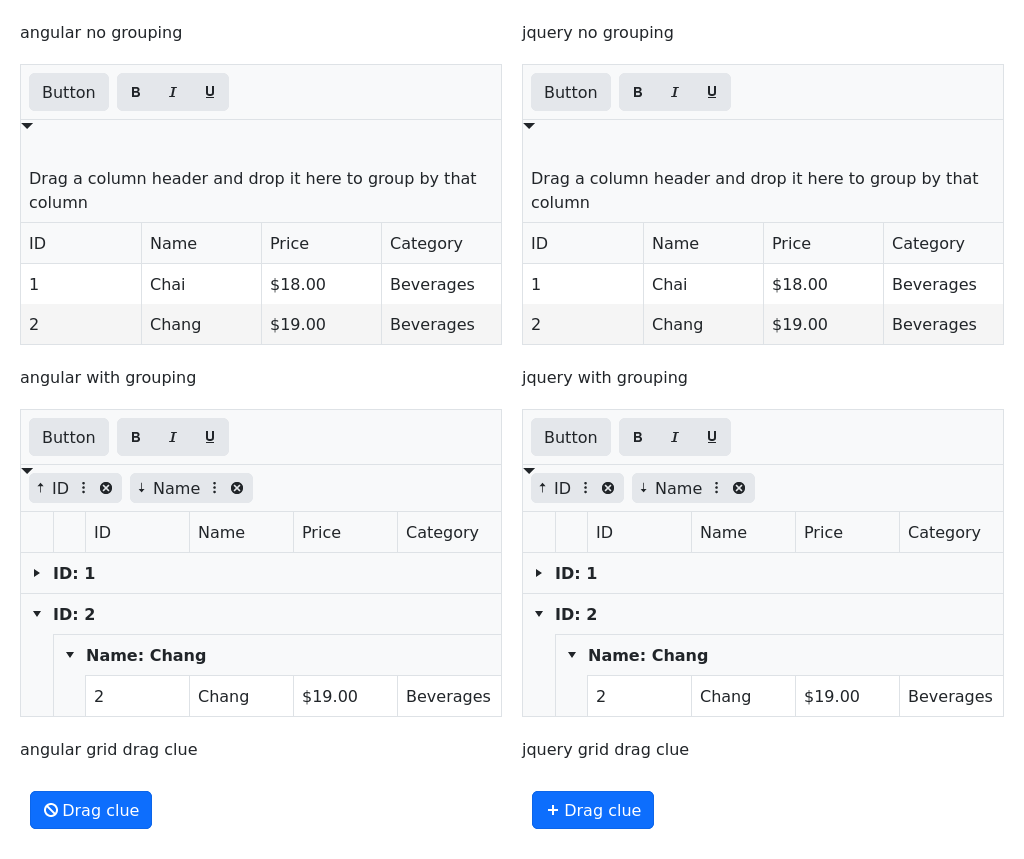 angular no grouping
Button B I U
Drag a column header and drop it here to group by that
column
ID Name Price Category
1 Chai $18.00 Beverages
2 Chang $19.00 Beverages
jquery no grouping
Button B I U
Drag a column header and drop it here to group by that
column
ID Name Price Category
1 Chai $18.00 Beverages
2 Chang $19.00 Beverages
angular with grouping
Button B I U
ID Name
ID Name Price Category
ID: 1
ID: 2
Name: Chang
2 Chang $19.00 Beverages
jquery with grouping
Button B I U
ID Name
ID Name Price Category
ID: 1
ID: 2
Name: Chang
2 Chang $19.00 Beverages
angular grid drag clue
Drag clue
jquery grid drag clue
Drag clue